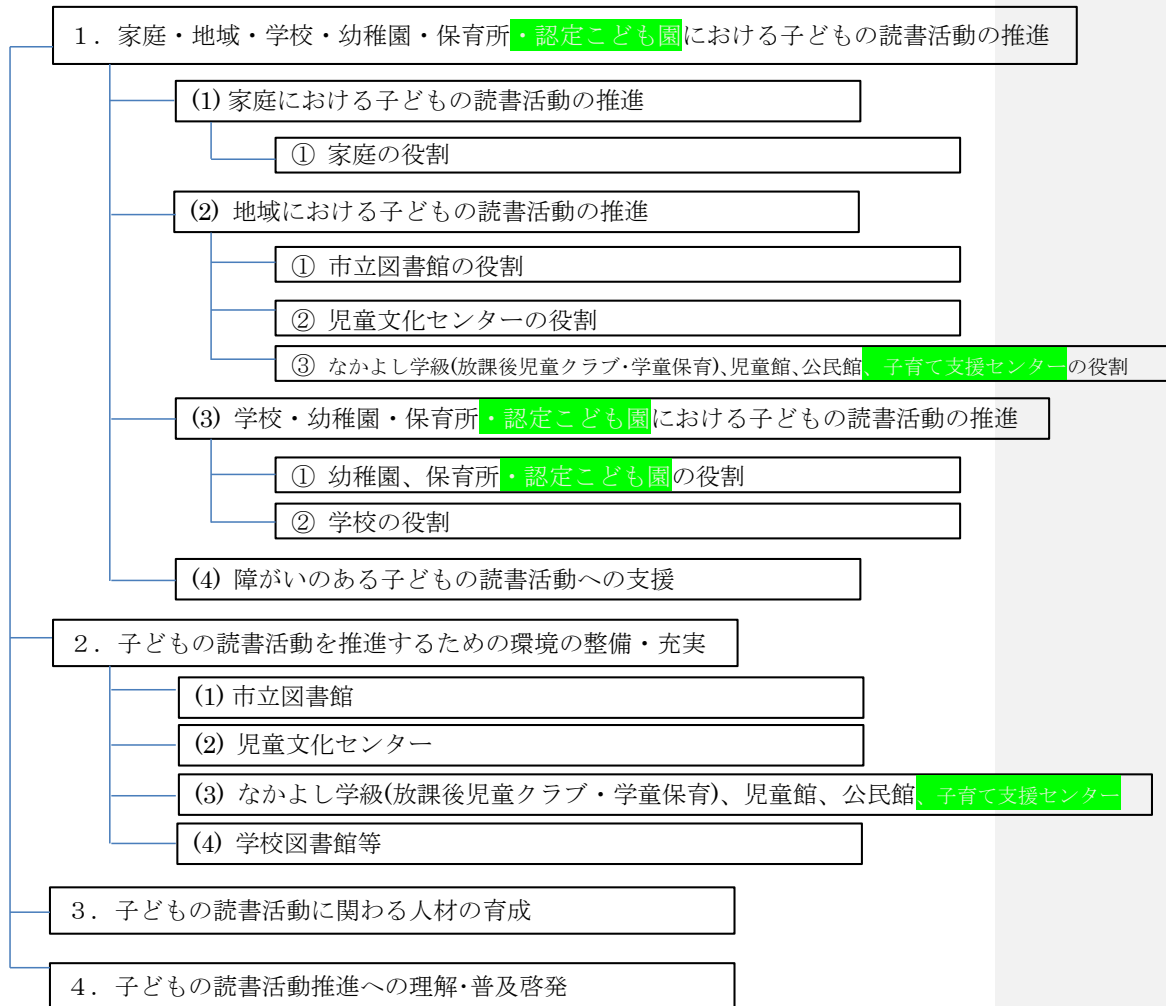 １．家庭・地域・学校・幼稚園・保育所・認定こども園における子どもの読書活動の推進
(1) 家庭における子どもの読書活動の推進
① 家庭の役割
(2) 地域における子どもの読書活動の推進
① 市立図書館の役割
② 児童文化センターの役割
③ なかよし学級(放課後児童クラブ・学童保育)、児童館、公民館、子育て支援センターの役割
(3) 学校・幼稚園・保育所・認定こども園における子どもの読書活動の推進
① 幼稚園、保育所・認定こども園の役割
② 学校の役割
(4) 障がいのある子どもの読書活動への支援
２．子どもの読書活動を推進するための環境の整備・充実
(1) 市立図書館
(2) 児童文化センター
(3) なかよし学級(放課後児童クラブ・学童保育)、児童館、公民館、子育て支援センター
(4) 学校図書館等
３．子どもの読書活動に関わる人材の育成
４．子どもの読書活動推進への理解・普及啓発